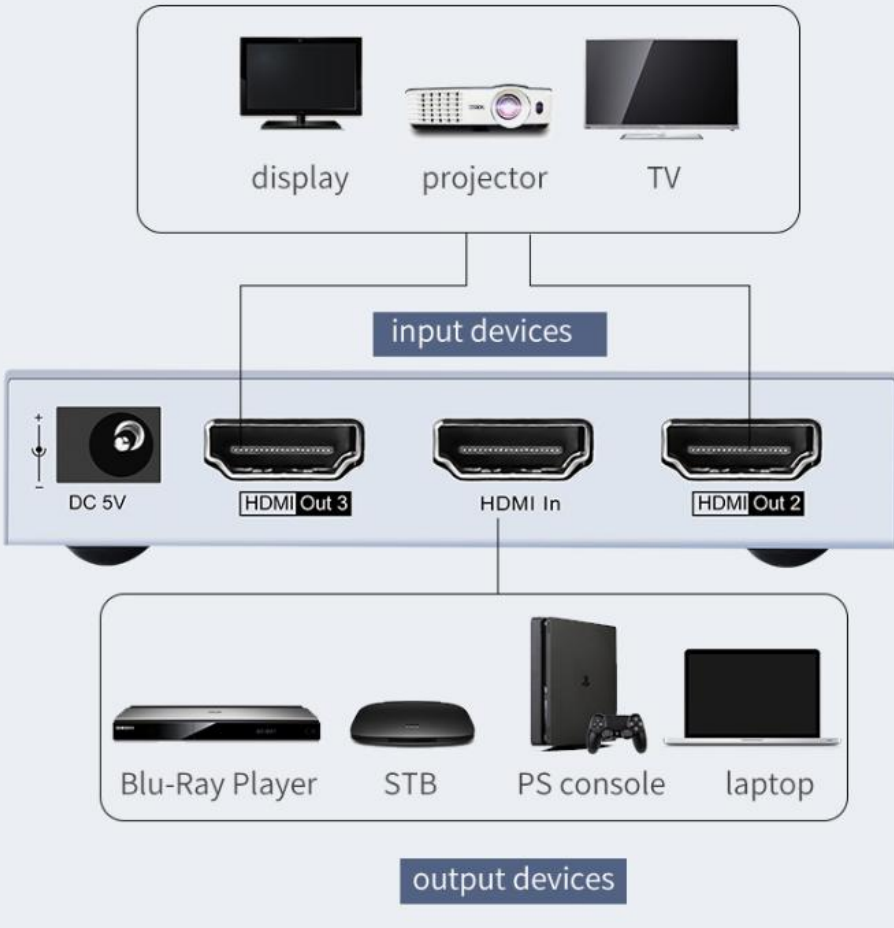 display projector TV
input devices
+
-
DC 5V HDMI Out 3 HDMI In HDMI Out 2
Blu-Ray Player STB PS console laptop
output devices